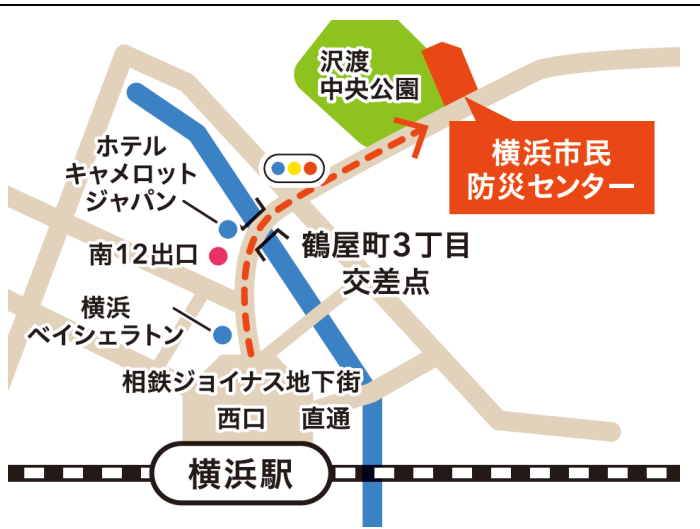 沢渡
中央公園
横浜市民
防災センター
ホテル
キャメロット
ジャパン
南12出口
鶴屋町3丁目
交差点
横浜
ベイシェラトン
相鉄ジョイナス地下街
西口 直通
横浜駅